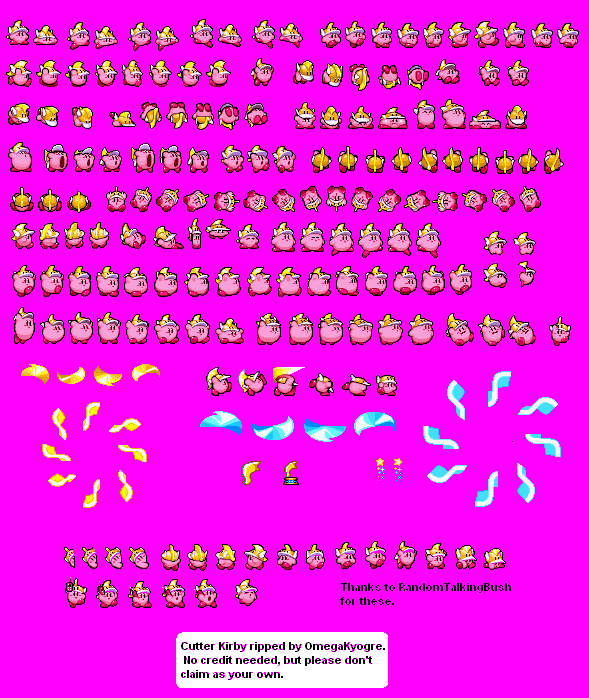 Thanks to RandomTalkingBush
for these.
Cutter Kirby ripped by OmegaKyogre.
No credit needed, but please don't
claim as your own.